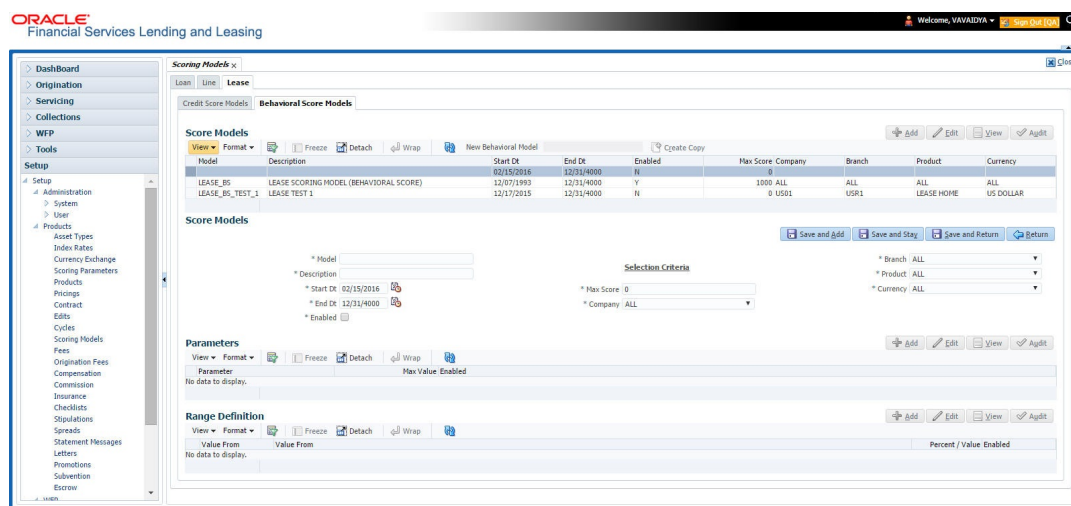 ORACLE
Financial Services Lending and Leasing
Welcome, VAVAIDYA Sign Out [QA]
DashBoard
Origination
Servicing
Collections
WFP
Tools
Setup
Setup
Administration
System
User
Products
Asset Types
Index Rates
Currency Exchange
Scoring Parameters
Products
Pricings
Contract
Edits
Cycles
Scoring Models
Fees
Origination Fees
Compensation
Commission
Insurance
Checklists
Stipulations
Spreads
Statement Messages
Letters
Promotions
Subvention
Escrow
WFP
Scoring Models x
Clos
Loan Line Lease
Credit Score Models Behavioral Score Models
Score Models
Add Edit View Audit
View Format Freeze Detach Wrap New Behavioral Model Create Copy
Model Description Start Dt End Dt Enabled Max Score Company Branch Product Currency
02/15/2016 12/31/4000 N 0
LEASE_BS LEASE SCORING MODEL (BEHAVIORAL SCORE) 12/07/1993 12/31/4000 Y 1000 ALL ALL ALL ALL
LEASE_BS_TEST_1 LEASE TEST 1 12/17/2015 12/31/4000 N 0 US01 USR1 LEASE HOME US DOLLAR
Score Models
Save and Add Save and Stay Save and Return Return
* Model
* Description
* Start Dt 02/15/2016
* End Dt 12/31/4000
* Enabled
Selection Criteria
* Max Score 0
* Company ALL
* Branch ALL
* Product ALL
* Currency ALL
Parameters
Add Edit View Audit
View Format Freeze Detach Wrap
Parameter Max Value Enabled
No data to display.
Range Definition
Add Edit View Audit
View Format Freeze Detach Wrap
Value From Value From Percent / Value Enabled
No data to display.